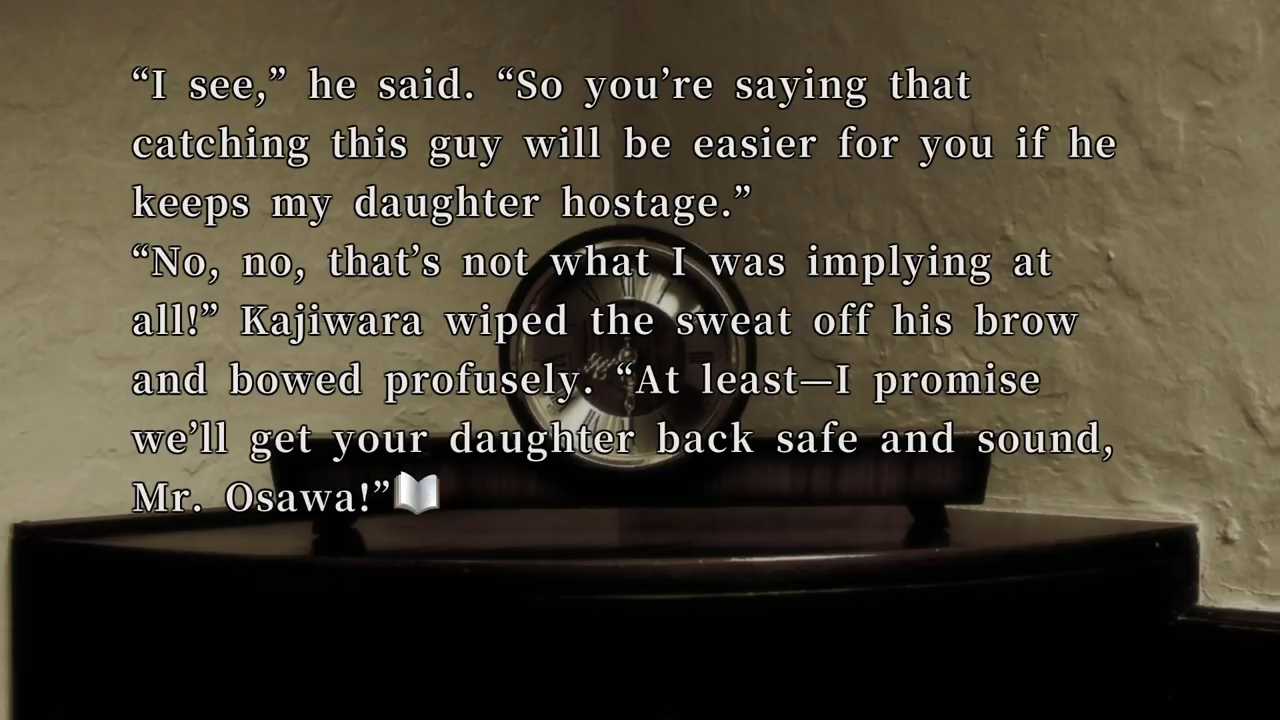 “I see,” he said. “So you’re saying that
catching this guy will be easier for you if he
keeps my daughter hostage.”
“No, no, that’s not what I was implying at
all!” Kajiwara wiped the sweat off his brow
and bowed profusely. “At least—I promise
we’ll get your daughter back safe and sound,
Mr. Osawa!”